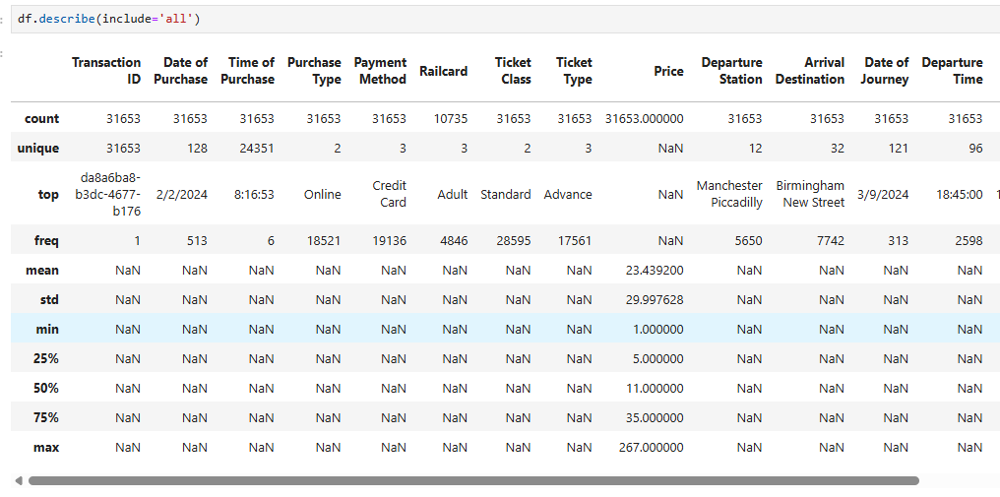 df.describe(include='all')
Transaction ID Date of Purchase Time of Purchase Purchase Type Payment Method Railcard Ticket Class Ticket Type Price Departure Station Arrival Destination Date of Journey Departure Time
count 31653 31653 31653 31653 31653 10735 31653 31653 31653.000000 31653 31653 31653 31653
unique 31653 128 24351 2 3 3 2 3 NaN 12 32 121 96
top da8a6ba8-b3dc-4677-b176 2/2/2024 8:16:53 Online Credit Card Adult Standard Advance NaN Manchester Piccadilly Birmingham New Street 3/9/2024 18:45:00 1
freq 1 513 6 18521 19136 4846 28595 17561 NaN 5650 7742 313 2598
mean NaN NaN NaN NaN NaN NaN NaN NaN 23.439200 NaN NaN NaN NaN
std NaN NaN NaN NaN NaN NaN NaN NaN 29.997628 NaN NaN NaN NaN
min NaN NaN NaN NaN NaN NaN NaN NaN 1.000000 NaN NaN NaN NaN
25% NaN NaN NaN NaN NaN NaN NaN NaN 5.000000 NaN NaN NaN NaN
50% NaN NaN NaN NaN NaN NaN NaN NaN 11.000000 NaN NaN NaN NaN
75% NaN NaN NaN NaN NaN NaN NaN NaN 35.000000 NaN NaN NaN NaN
max NaN NaN NaN NaN NaN NaN NaN NaN 267.000000 NaN NaN NaN NaN